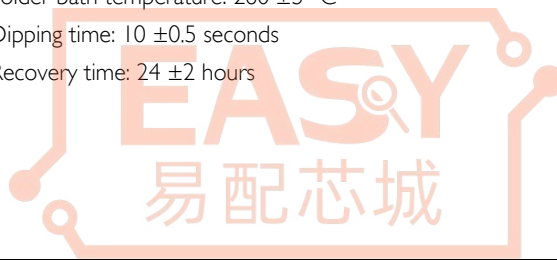 Dipping time: 10 ±0.5 seconds
Recovery time: 24 ±2 hours
EASY
易配芯城